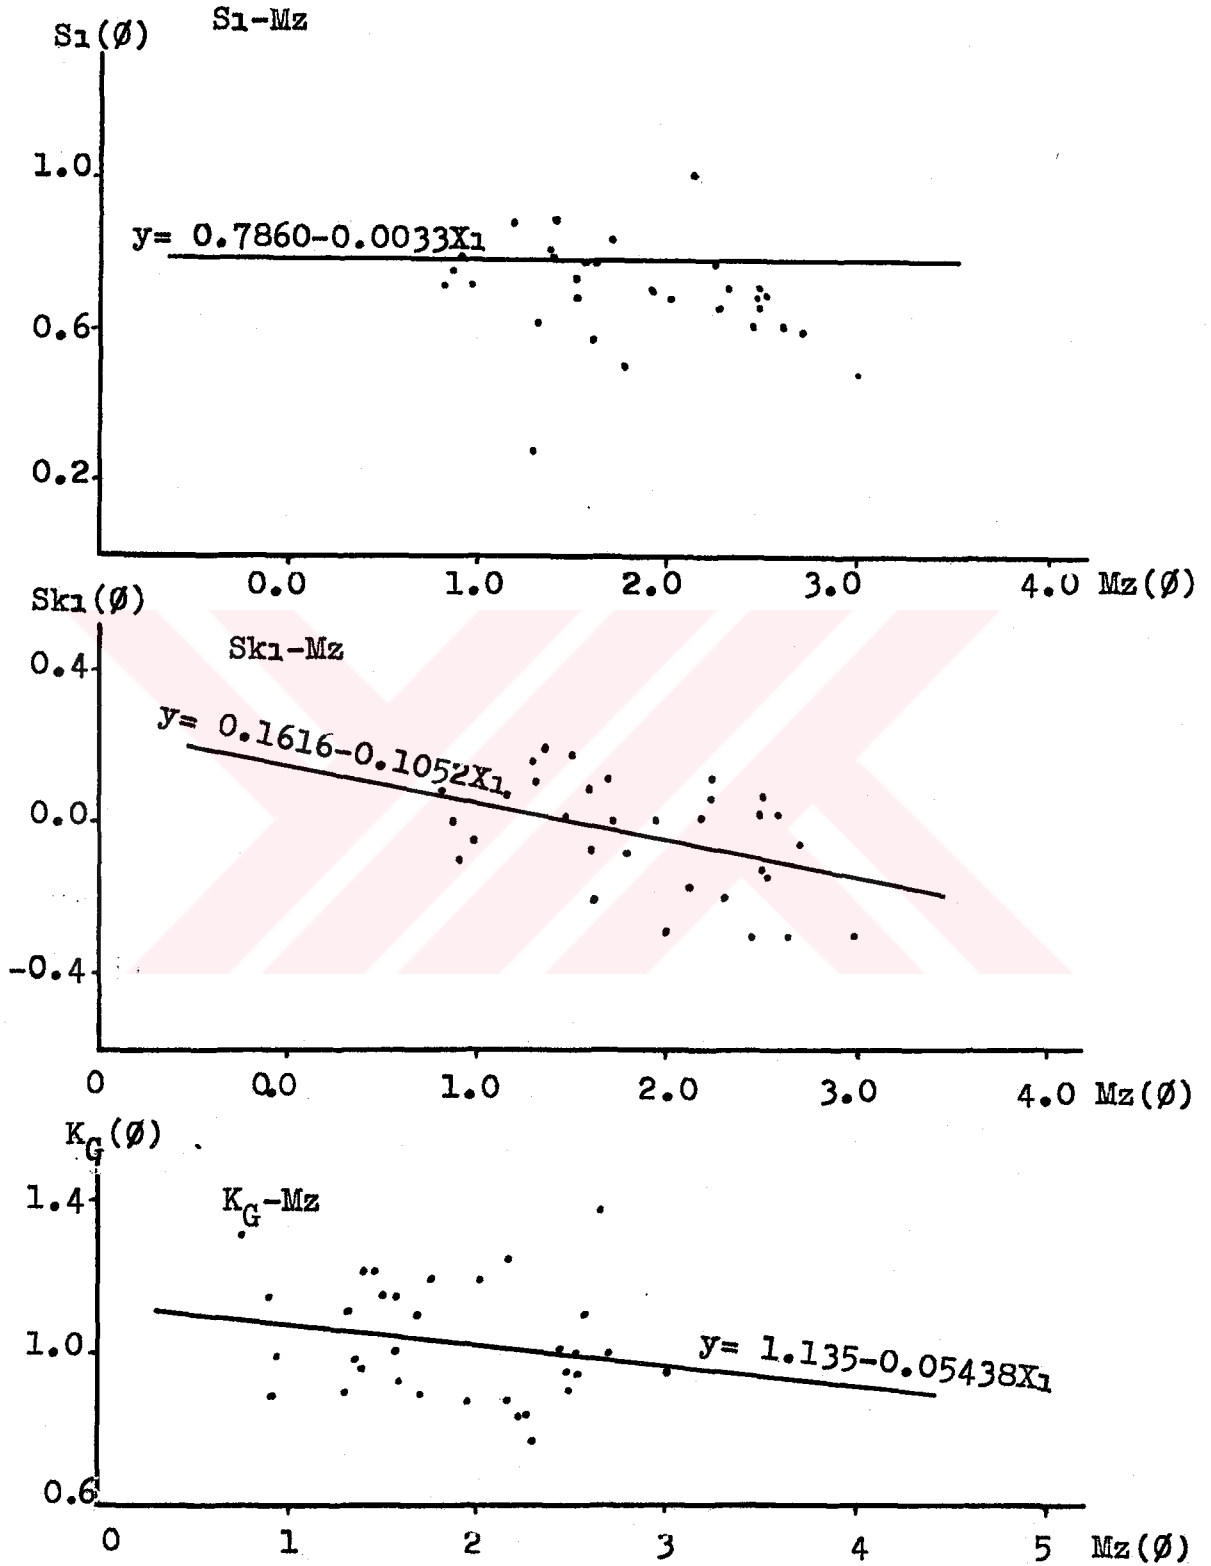 S1-Mz
S1(Ø)
1.0
y= 0.7860-0.0033X1
0.6
0.2
0.0 1.0 2.0 3.0 4.0 Mz(Ø)
Sk1(Ø)
Sk1-Mz
0.4
y= 0.1616-0.1052X1
0.0
-0.4
0 0.0 1.0 2.0 3.0 4.0 Mz(Ø)
KG(Ø)
1.4
KG-Mz
1.0
y= 1.135-0.05438X1
0.6
0 1 2 3 4 5 Mz(Ø)